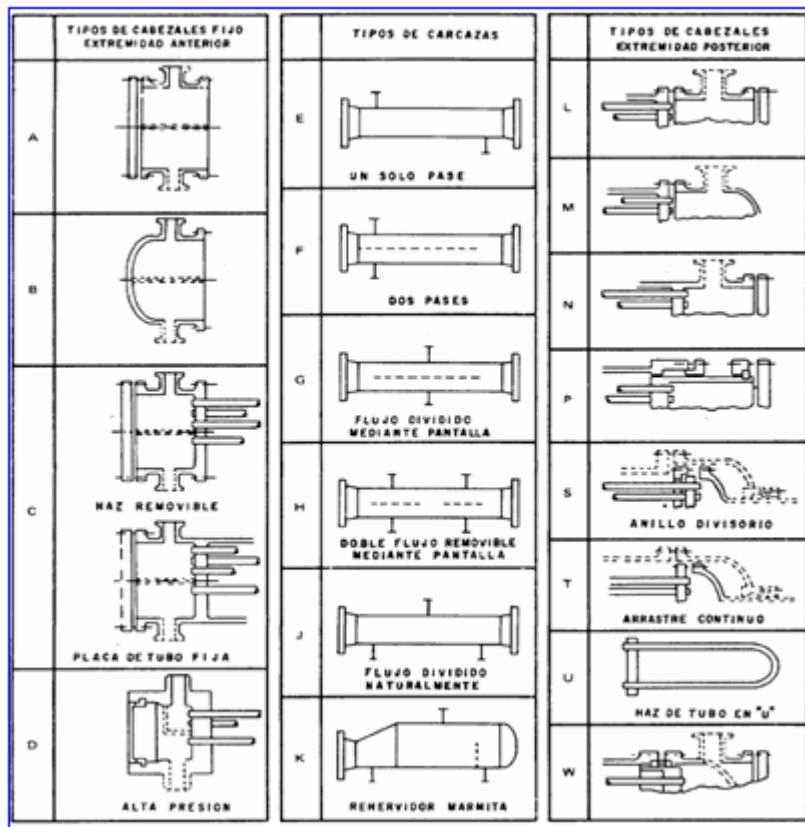 TIPOS DE CABEZALES FIJO
EXTREMIDAD ANTERIOR
A
B
C
HAZ REMOVIBLE
PLACA DE TUBO FIJA
D
ALTA PRESION
TIPOS DE CARCAZAS
E
UN SOLO PASE
F
DOS PASES
G
FLUJO DIVIDIDO
MEDIANTE PANTALLA
H
DOBLE FLUJO REMOVIBLE
MEDIANTE PANTALLA
J
FLUJO DIVIDIDO
NATURALMENTE
K
REHERVIDOR MARMITA
TIPOS DE CABEZALES
EXTREMIDAD POSTERIOR
L
M
N
P
S
ANILLO DIVISORIO
T
ARRASTRE CONTINUO
U
HAZ DE TUBO EN "U"
W